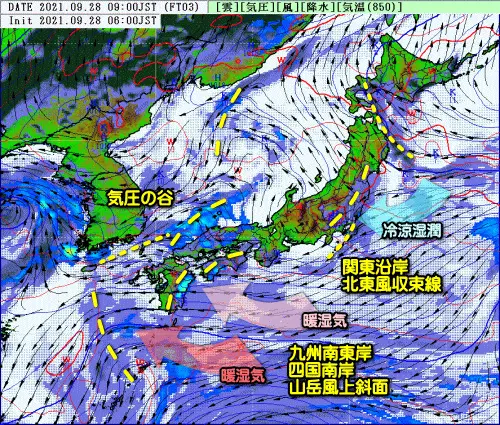 DATE 2021.09.28 09:00JST (FT03) [雲][気圧][風][降水][気温(850)]
Init 2021.09.28 06:00JST
気圧の谷
冷涼湿潤
関東沿岸
北東風収束線
暖湿気
九州南東岸
四国南岸
山岳風上斜面
暖湿気